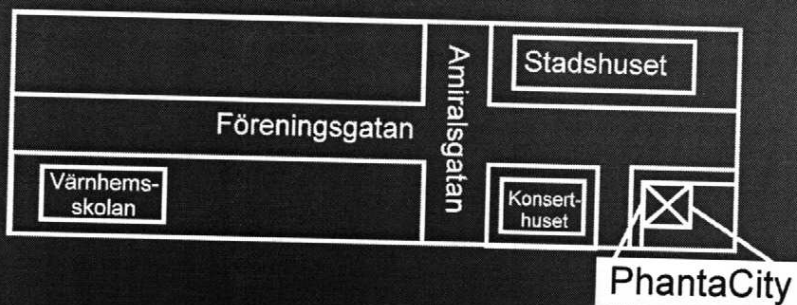 Stadshuset
Amiralsgatan
Föreningsgatan
Värnhems-
skolan
Konsert-
huset
PhantaCity